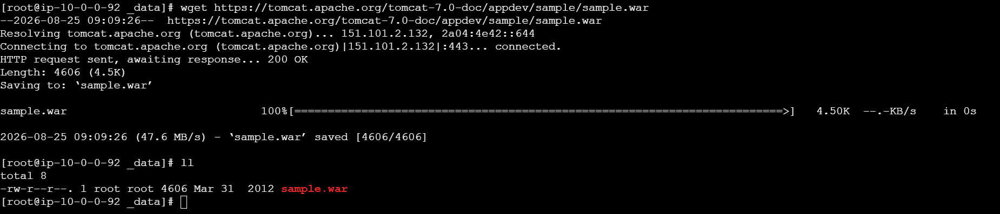 [root@ip-10-0-0-92 _data]# wget https://tomcat.apache.org/tomcat-7.0-doc/appdev/sample/sample.war
--2026-08-25 09:09:26--  https://tomcat.apache.org/tomcat-7.0-doc/appdev/sample/sample.war
Resolving tomcat.apache.org (tomcat.apache.org)... 151.101.2.132, 2a04:4e42::644
Connecting to tomcat.apache.org (tomcat.apache.org)|151.101.2.132|:443... connected.
HTTP request sent, awaiting response... 200 OK
Length: 4606 (4.5K)
Saving to: ‘sample.war’
sample.war                             100%[=========================================================================>]   4.50K  --.-KB/s    in 0s
2026-08-25 09:09:26 (47.6 MB/s) - ‘sample.war’ saved [4606/4606]
[root@ip-10-0-0-92 _data]# ll
total 8
-rw-r--r--. 1 root root 4606 Mar 31  2012 sample.war
[root@ip-10-0-0-92 _data]#